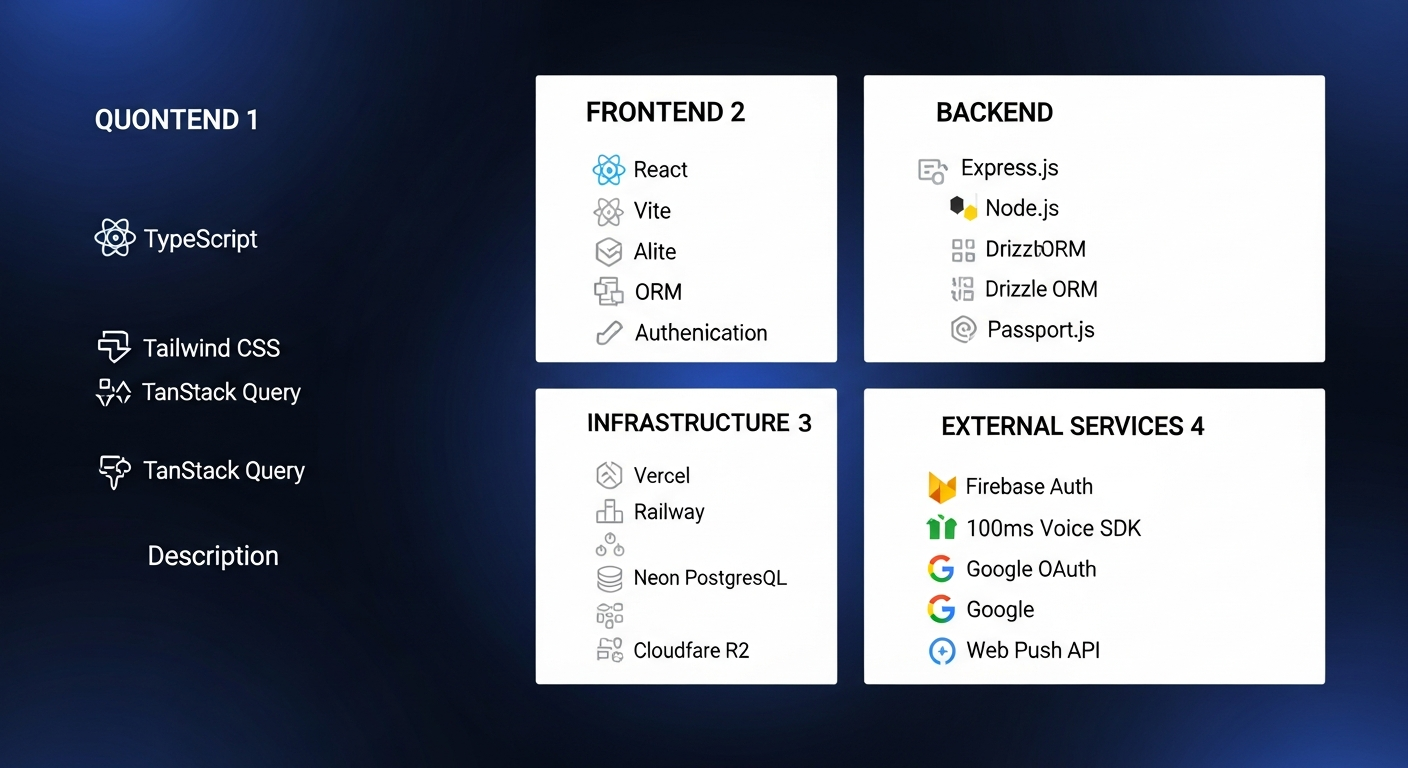 QUONTEND 1
TypeScript
Tailwind CSS
TanStack Query
TanStack Query
Description
FRONTEND 2
React
Vite
Alite
ORM
Authenication
BACKEND
Express.js
Node.js
DrizztORM
Drizzle ORM
Passport.js
INFRASTRUCTURE 3
Vercel
Railway
Neon PostgresQL
Cloudfare R2
EXTERNAL SERVICES 4
Firebase Auth
100ms Voice SDK
Google OAuth
Google
Web Push API